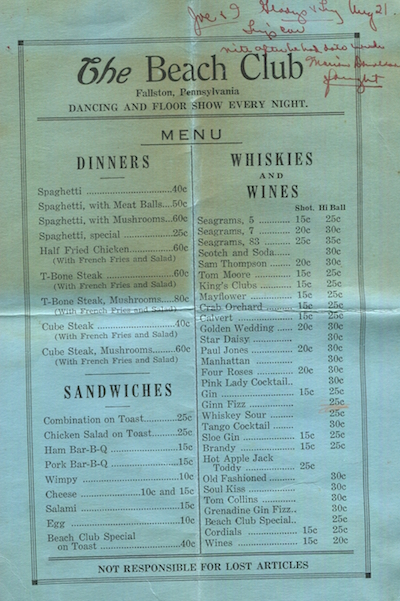 Joe & I Gladys & Guy Aug 21.
Guy's car
The Beach Club
Fallston, Pennsylvania
DANCING AND FLOOR SHOW EVERY NIGHT.
MENU
DINNERS
Spaghetti ........................40c
Spaghetti, with Meat Balls....50c
Spaghetti, with Mushrooms...60c
Spaghetti, special ..............25c
Half Fried Chicken..............60c
(With French Fries and Salad)
T-Bone Steak ....................60c
(With French Fries and Salad)
T-Bone Steak, Mushrooms.....80c
(With French Fries and Salad)
Cube Steak .......................40c
(With French Fries and Salad)
Cube Steak, Mushrooms.......60c
(With French Fries and Salad)
SANDWICHES
Combination on Toast..........25c
Chicken Salad on Toast........25c
Ham Bar-B-Q ....................15c
Pork Bar-B-Q ....................15c
Wimpy .............................10c
Cheese ..................10c and 15c
Salami .............................15c
Egg .................................10c
Beach Club Special
on Toast .........................40c
WHISKIES
AND
WINES
Shot. Hi Ball
Seagrams, 5 ........... 15c 25c
Seagrams, 7 ........... 20c 30c
Seagrams, 83 ......... 25c 35c
Scotch and Soda...... 30c
Sam Thompson ....... 20c 30c
Tom Moore ............. 15c 25c
King's Clubs ........... 15c 25c
Mayflower .............. 15c 25c
Crab Orchard .......... 15c 25c
Calvert .................. 15c 25c
Golden Wedding ...... 20c 30c
Star Daisy .............. 30c
Paul Jones .............. 20c 30c
Manhattan .............. 30c
Four Roses ............. 20c 30c
Pink Lady Cocktail.. 30c
Gin ....................... 15c 25c
Ginn Fizz ............... 25c
Whiskey Sour .......... 25c
Tango Cocktail ........ 30c
Sloe Gin ................ 15c 25c
Brandy .................. 15c 25c
Hot Apple Jack
Toddy ................ 25c
Old Fashioned ......... 30c
Soul Kiss ............... 30c
Tom Collins ............ 30c
Grenadine Gin Fizz.. 30c
Beach Club Special.. 25c
Cordials ................ 15c 25c
Wines ................... 15c 20c
NOT RESPONSIBLE FOR LOST ARTICLES